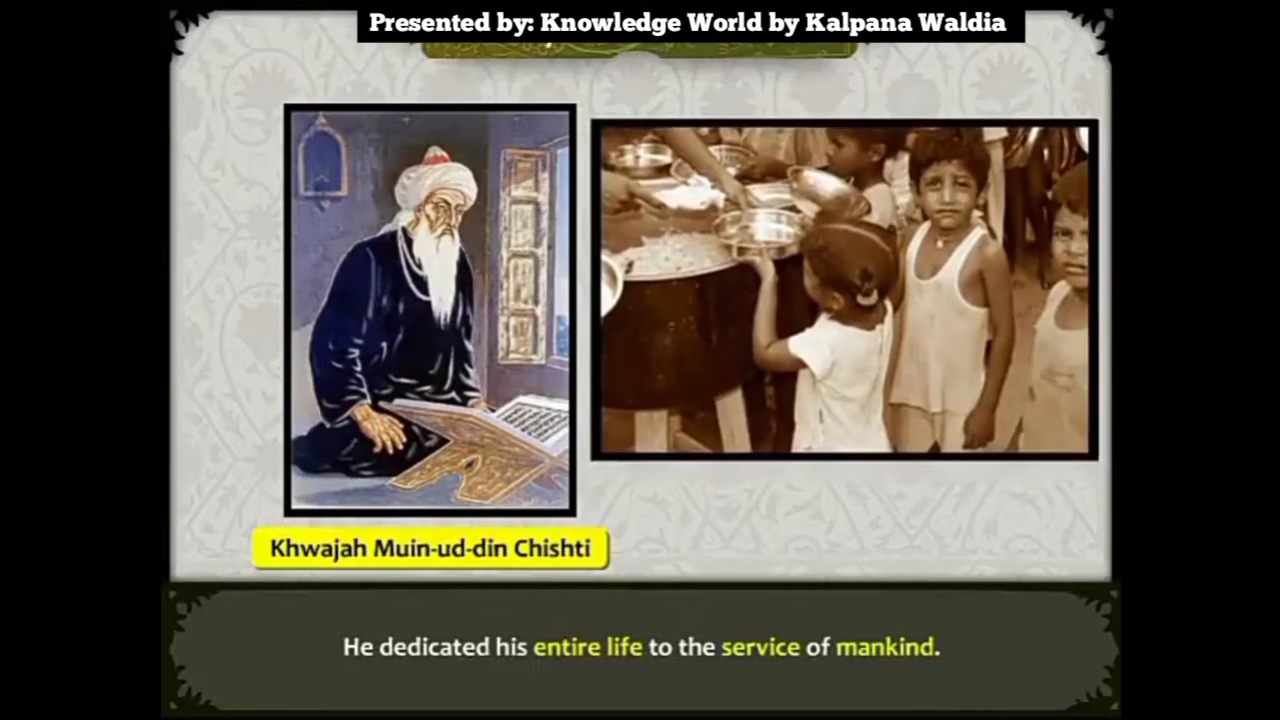 Presented by: Knowledge World by Kalpana Waldia
Khwajah Muin-ud-din Chishti
He dedicated his entire life to the service of mankind.